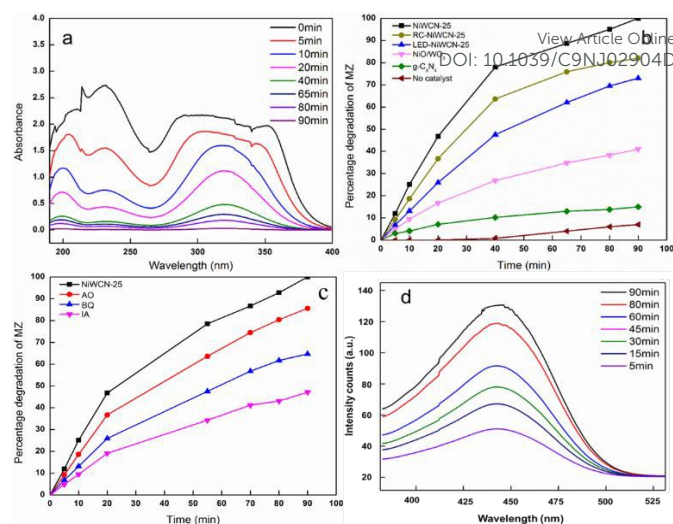 a
0min
5min
10min
20min
40min
65min
80min
90min
Absorbance
4.0
3.5
3.0
2.5
2.0
1.5
1.0
0.5
0.0
200
250
300
350
400
Wavelength (nm)
b
View Article Online
DOI: 10.1039/C9NJ02904D
NiWCN-25
RC-NiWCN-25
LED-NiWCN-25
NiO/WO
g-C3N4
No catalyst
Percentage degradation of MZ
100
90
80
70
60
50
40
30
20
10
0
0 10 20 30 40 50 60 70 80 90 100
Time (min)
c
NiWCN-25
AO
BQ
IA
Percentage degradation of MZ
100
90
80
70
60
50
40
30
20
10
0
0 10 20 30 40 50 60 70 80 90 100
Time (min)
d
90min
80min
60min
45min
30min
15min
5min
Intensity counts (a.u.)
140
120
100
80
60
40
20
400
425
450
475
500
525
Wavelength (nm)